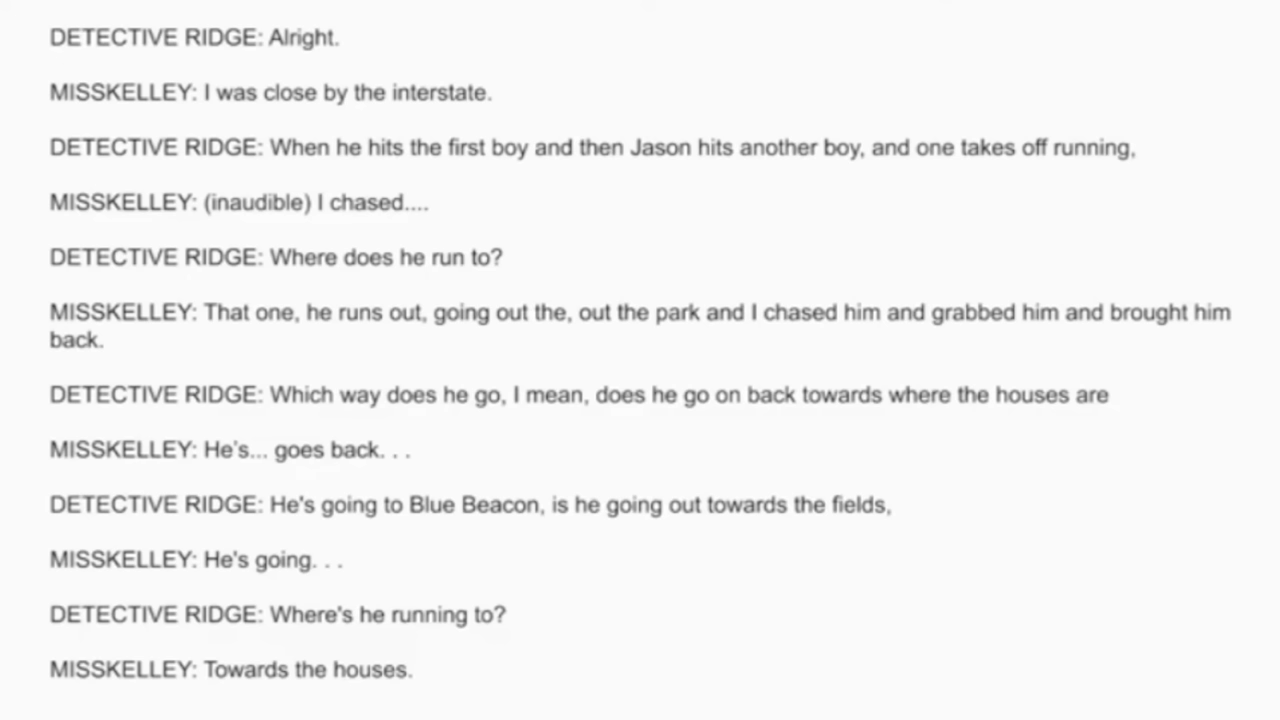 DETECTIVE RIDGE: Alright.
MISSKELLEY: I was close by the interstate.
DETECTIVE RIDGE: When he hits the first boy and then Jason hits another boy, and one takes off running,
MISSKELLEY: (inaudible) I chased....
DETECTIVE RIDGE: Where does he run to?
MISSKELLEY: That one, he runs out, going out the, out the park and I chased him and grabbed him and brought him
back.
DETECTIVE RIDGE: Which way does he go, I mean, does he go on back towards where the houses are
MISSKELLEY: He's... goes back. . .
DETECTIVE RIDGE: He's going to Blue Beacon, is he going out towards the fields,
MISSKELLEY: He's going. . .
DETECTIVE RIDGE: Where's he running to?
MISSKELLEY: Towards the houses.